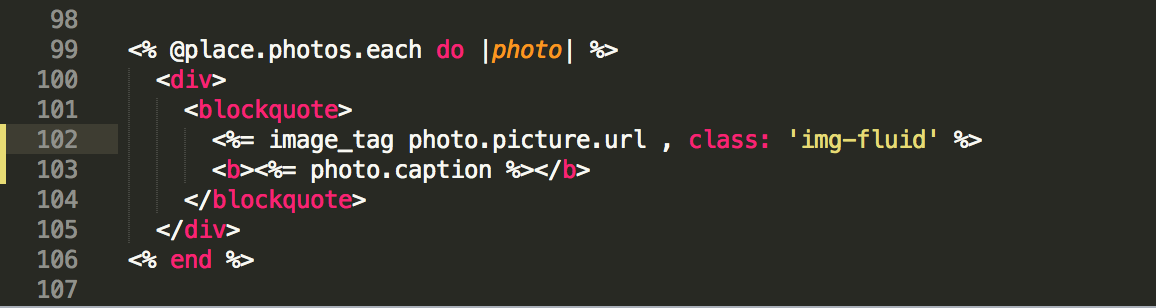 98
99 <% @place.photos.each do |photo| %>
100 <div>
101 <blockquote>
102 <%= image_tag photo.picture.url , class: 'img-fluid' %>
103 <b><%= photo.caption %></b>
104 </blockquote>
105 </div>
106 <% end %>
107